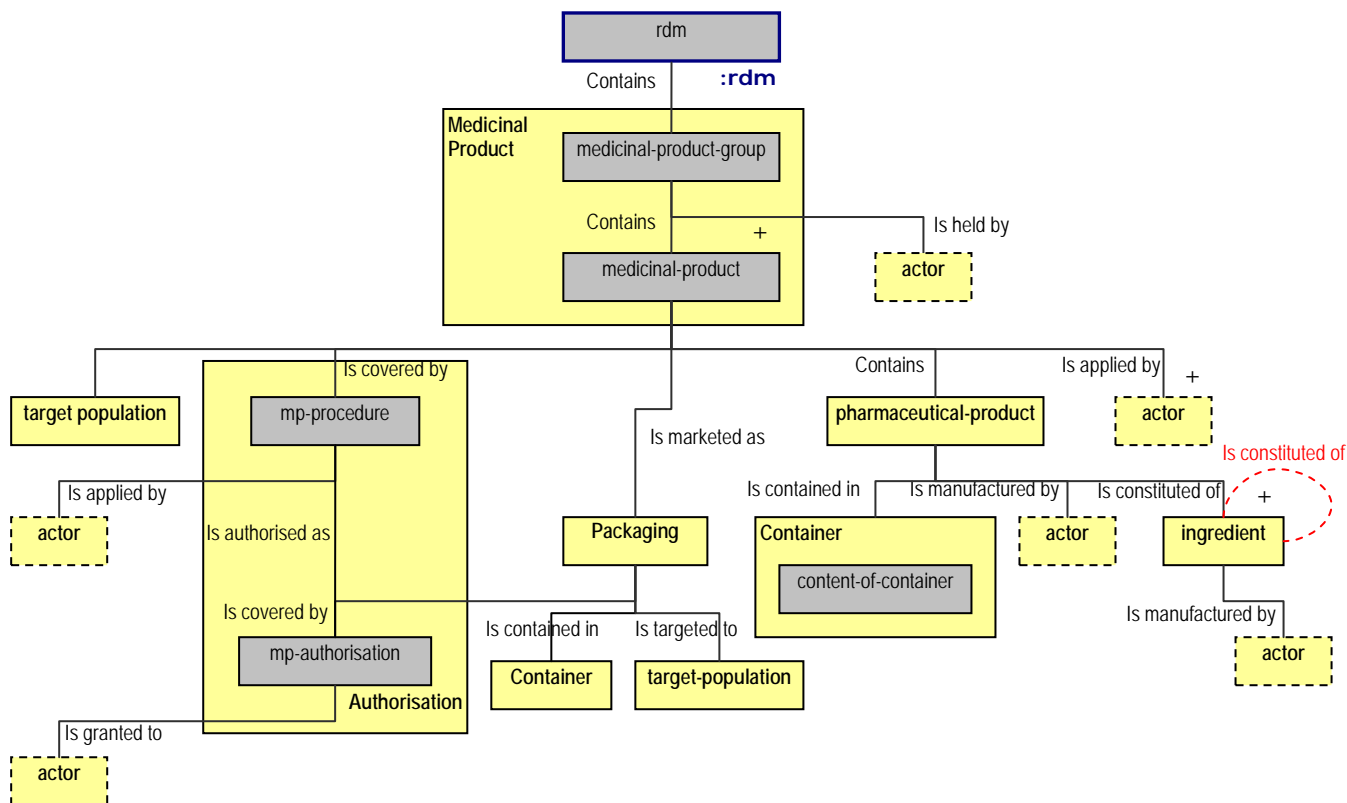 rdm
Contains
:rdm
Medicinal
Product
medicinal-product-group
Contains
+
Is held by
medicinal-product
actor
Is covered by
Contains
Is applied by
+
target population
mp-procedure
pharmaceutical-product
actor
Is marketed as
Is constituted of
Is applied by
Is contained in
Is manufactured by
Is constituted of
+
actor
Is authorised as
Packaging
Container
actor
ingredient
content-of-container
Is covered by
Is contained in
Is targeted to
Is manufactured by
mp-authorisation
actor
Container
target-population
Authorisation
Is granted to
actor